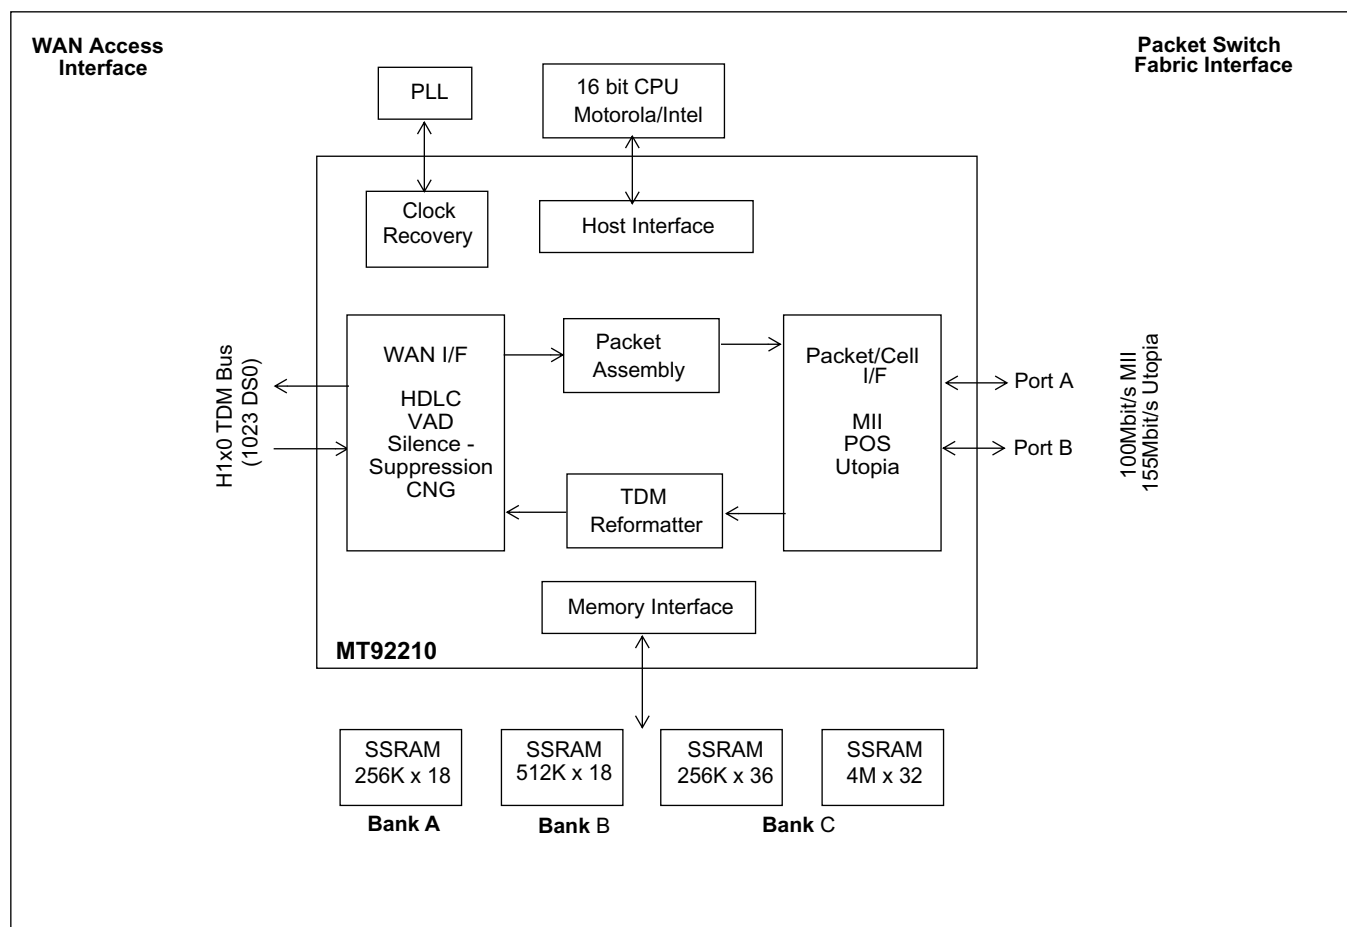 WAN Access
Interface
Packet Switch
Fabric Interface
PLL
16 bit CPU
Motorola/Intel
Clock
Recovery
Host Interface
H1x0 TDM Bus
(1023 DS0)
WAN I/F
HDLC
VAD
Silence -
Suppression
CNG
Packet
Assembly
TDM
Reformatter
Packet/Cell
I/F
MII
POS
Utopia
Port A
Port B
100Mbit/s MII
155Mbit/s Utopia
Memory Interface
MT92210
SSRAM
256K x 18
SSRAM
512K x 18
SSRAM
256K x 36
SSRAM
4M x 32
Bank A
Bank B
Bank C